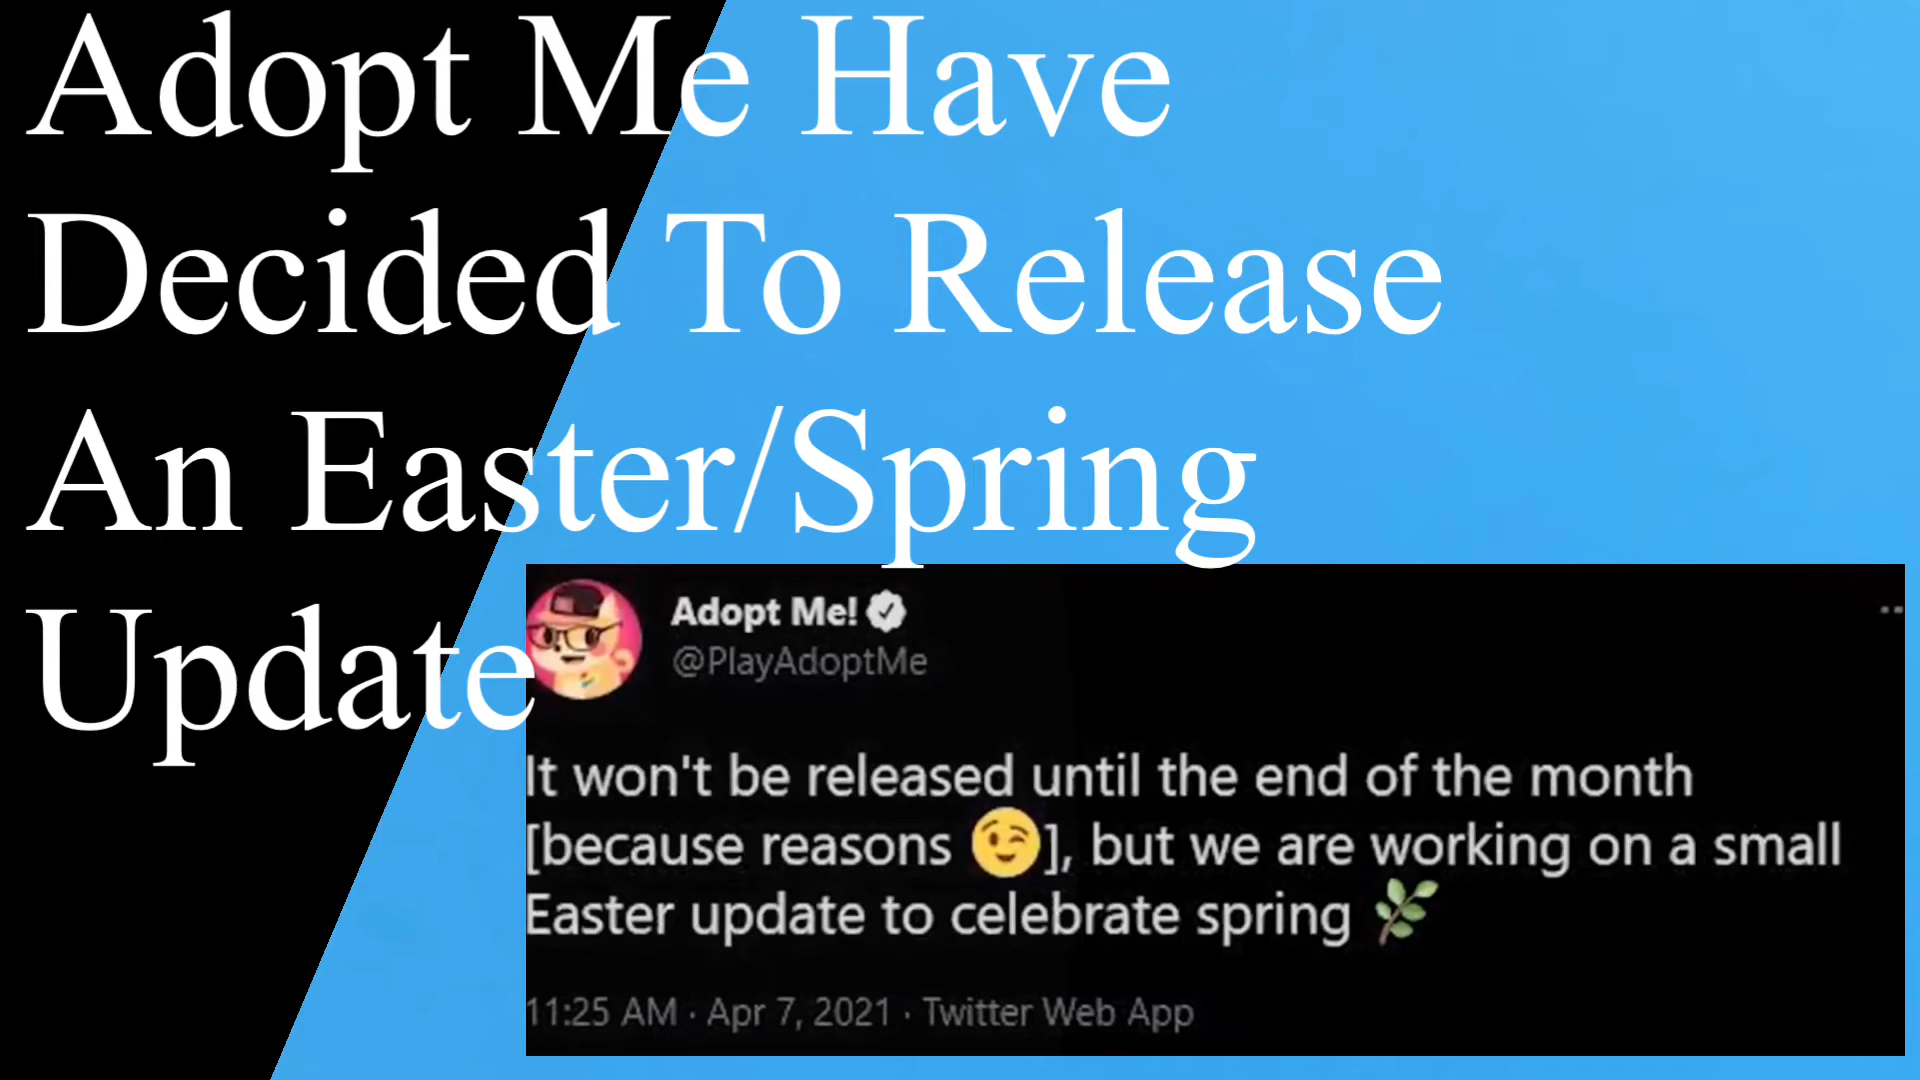 Adopt Me Have
Decided To Release
An Easter/Spring
Update
Adopt Me!
@PlayAdoptMe
It won't be released until the end of the month
[because reasons 😉], but we are working on a small
Easter update to celebrate spring 🌿
11:25 AM · Apr 7, 2021 · Twitter Web App